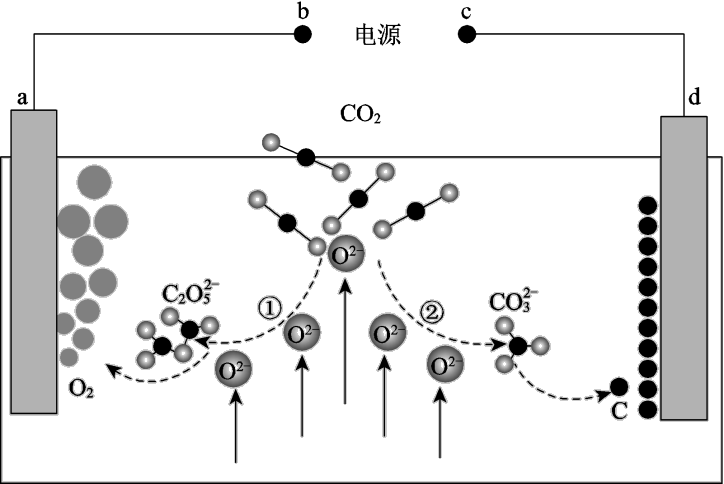 b 电源 c
a d
CO₂
O²⁻
C₂O₅²⁻ ① ② CO₃²⁻
O²⁻ O²⁻
O²⁻ O²⁻
O₂ C